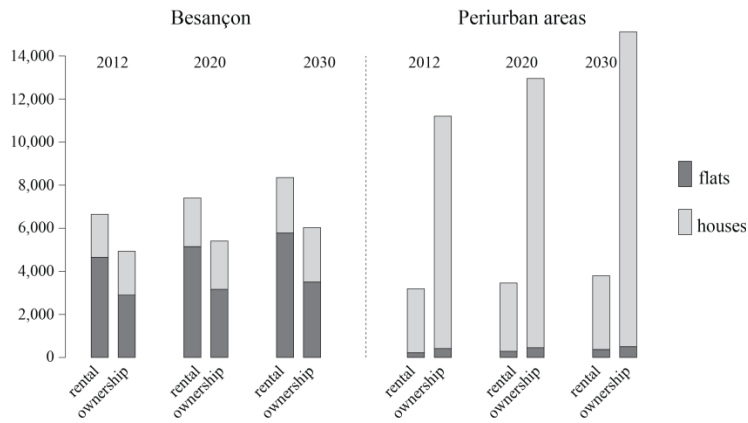 Besançon
Periurban areas
14,000
12,000
10,000
8,000
6,000
4,000
2,000
0
2012
2020
2030
2012
2020
2030
flats
houses
rental
ownership
rental
ownership
rental
ownership
rental
ownership
rental
ownership
rental
ownership